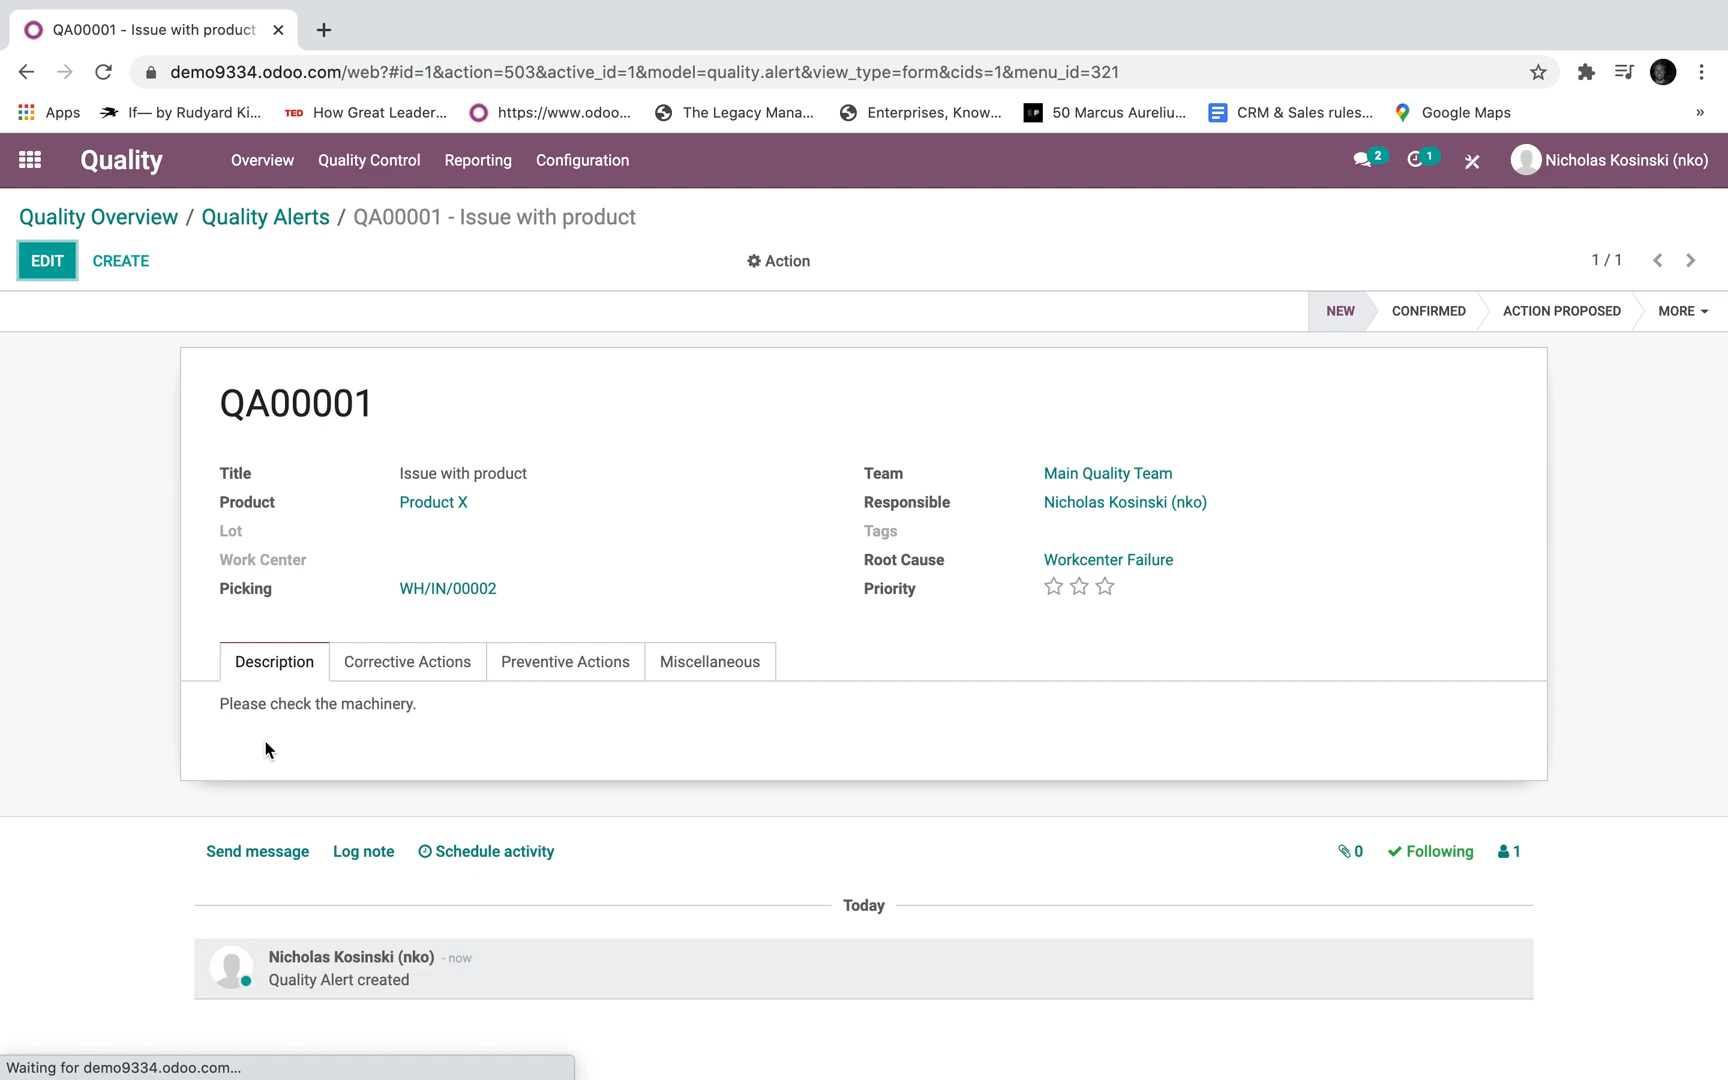 QA00001 - Issue with product
demo9334.odoo.com/web?#id=1&action=503&active_id=1&model=quality.alert&view_type=form&cids=1&menu_id=321
Apps If— by Rudyard Ki... TED How Great Leader... https://www.odoo... The Legacy Mana... Enterprises, Know... 50 Marcus Aureliu... CRM & Sales rules... Google Maps »
Quality Overview Quality Control Reporting Configuration 2 1 Nicholas Kosinski (nko)
Quality Overview / Quality Alerts / QA00001 - Issue with product
EDIT CREATE Action 1 / 1
NEW CONFIRMED ACTION PROPOSED MORE
QA00001
Title Issue with product Team Main Quality Team
Product Product X Responsible Nicholas Kosinski (nko)
Lot Tags
Work Center Root Cause Workcenter Failure
Picking WH/IN/00002 Priority
Description Corrective Actions Preventive Actions Miscellaneous
Please check the machinery.
Send message Log note Schedule activity 0 Following 1
Today
Nicholas Kosinski (nko) - now
Quality Alert created
Waiting for demo9334.odoo.com...